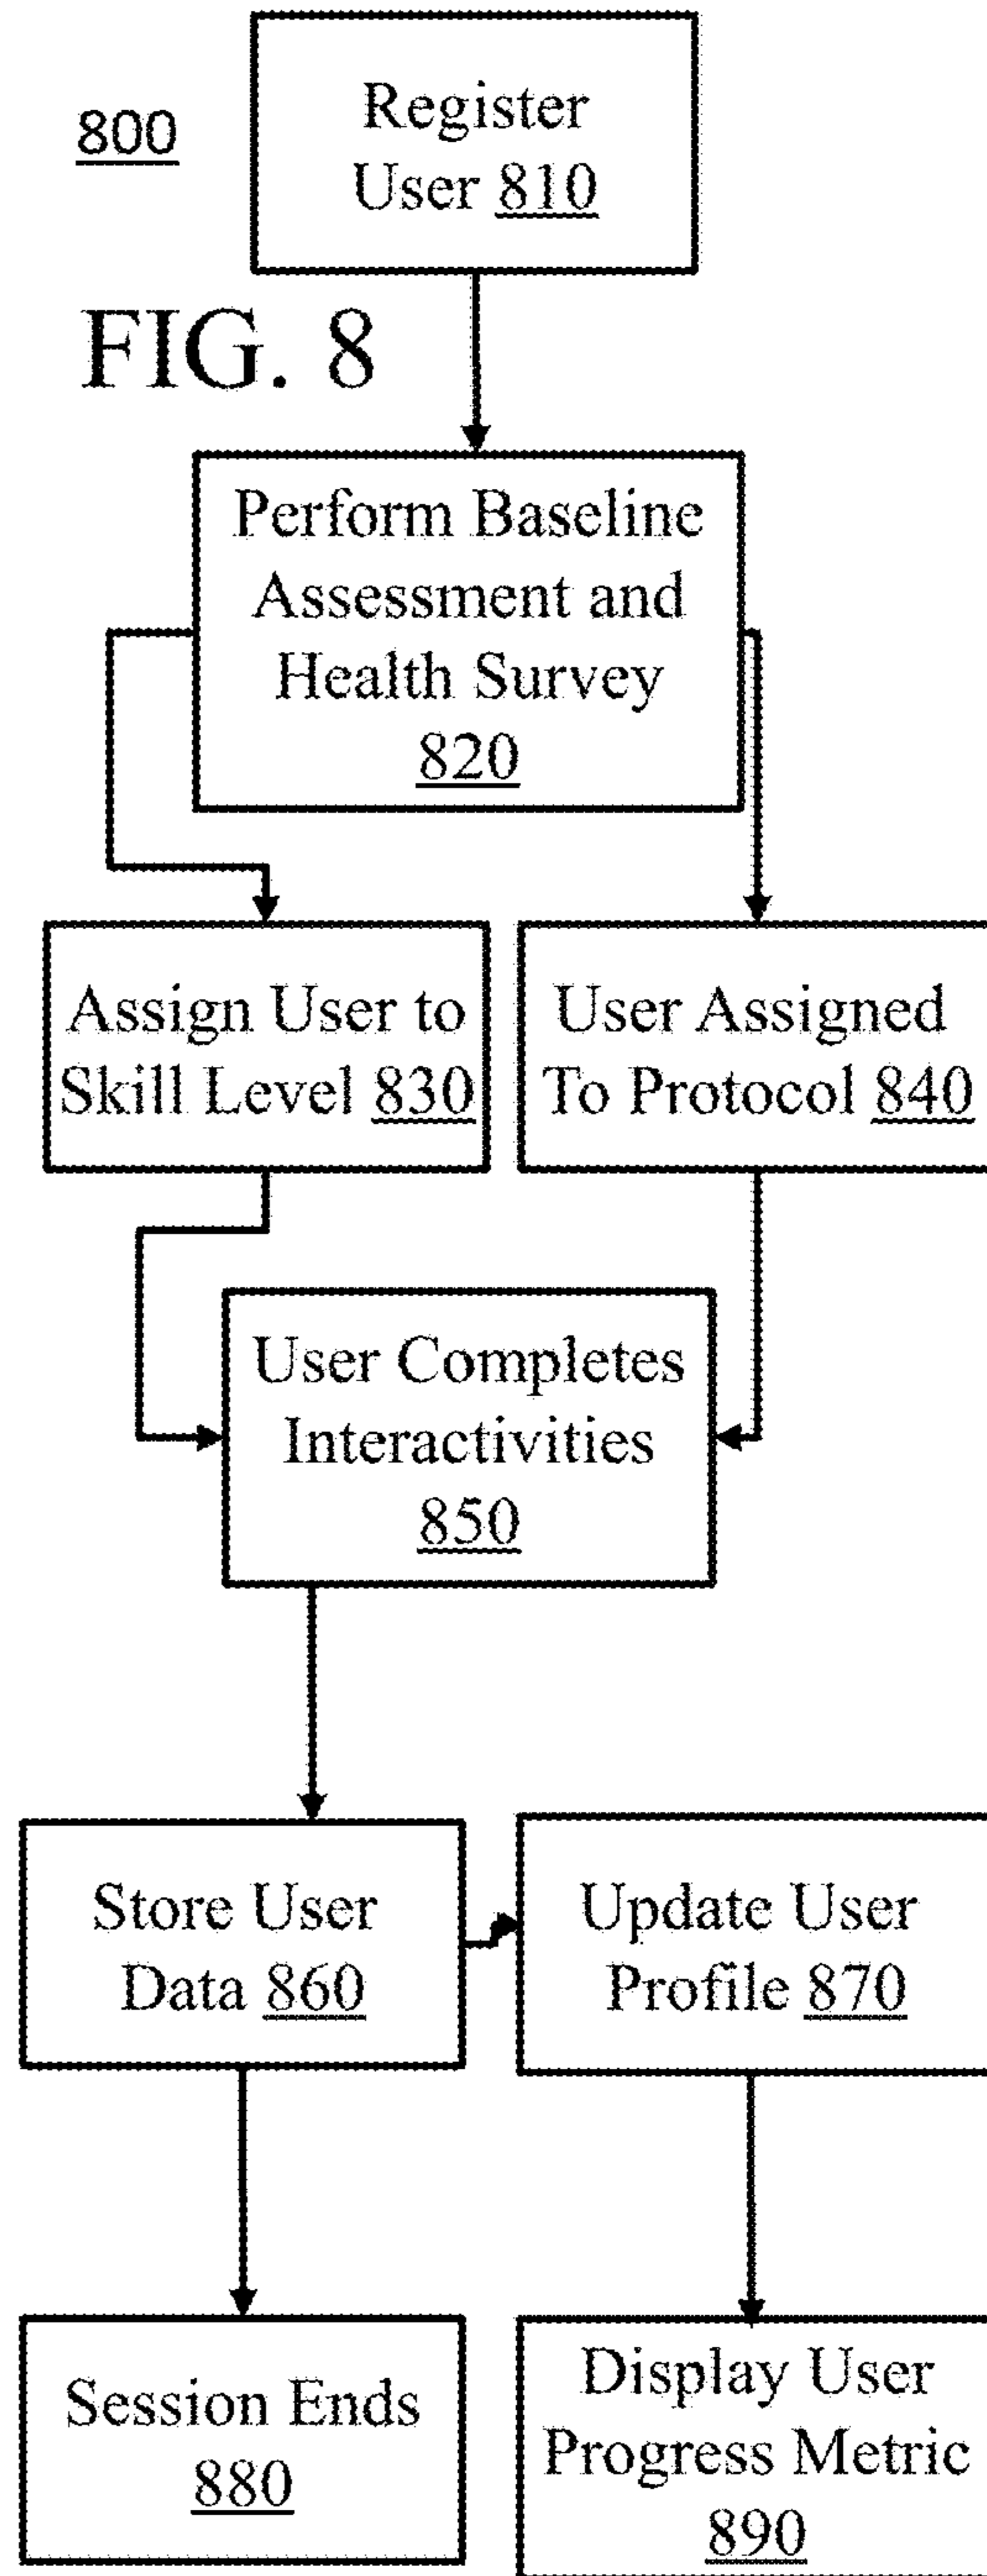 800
Register
User 810
FIG. 8
Perform Baseline
Assessment and
Health Survey
820
Assign User to
Skill Level 830
User Assigned
To Protocol 840
User Completes
Interactivities
850
Store User
Data 860
Update User
Profile 870
Session Ends
880
Display User
Progress Metric
890